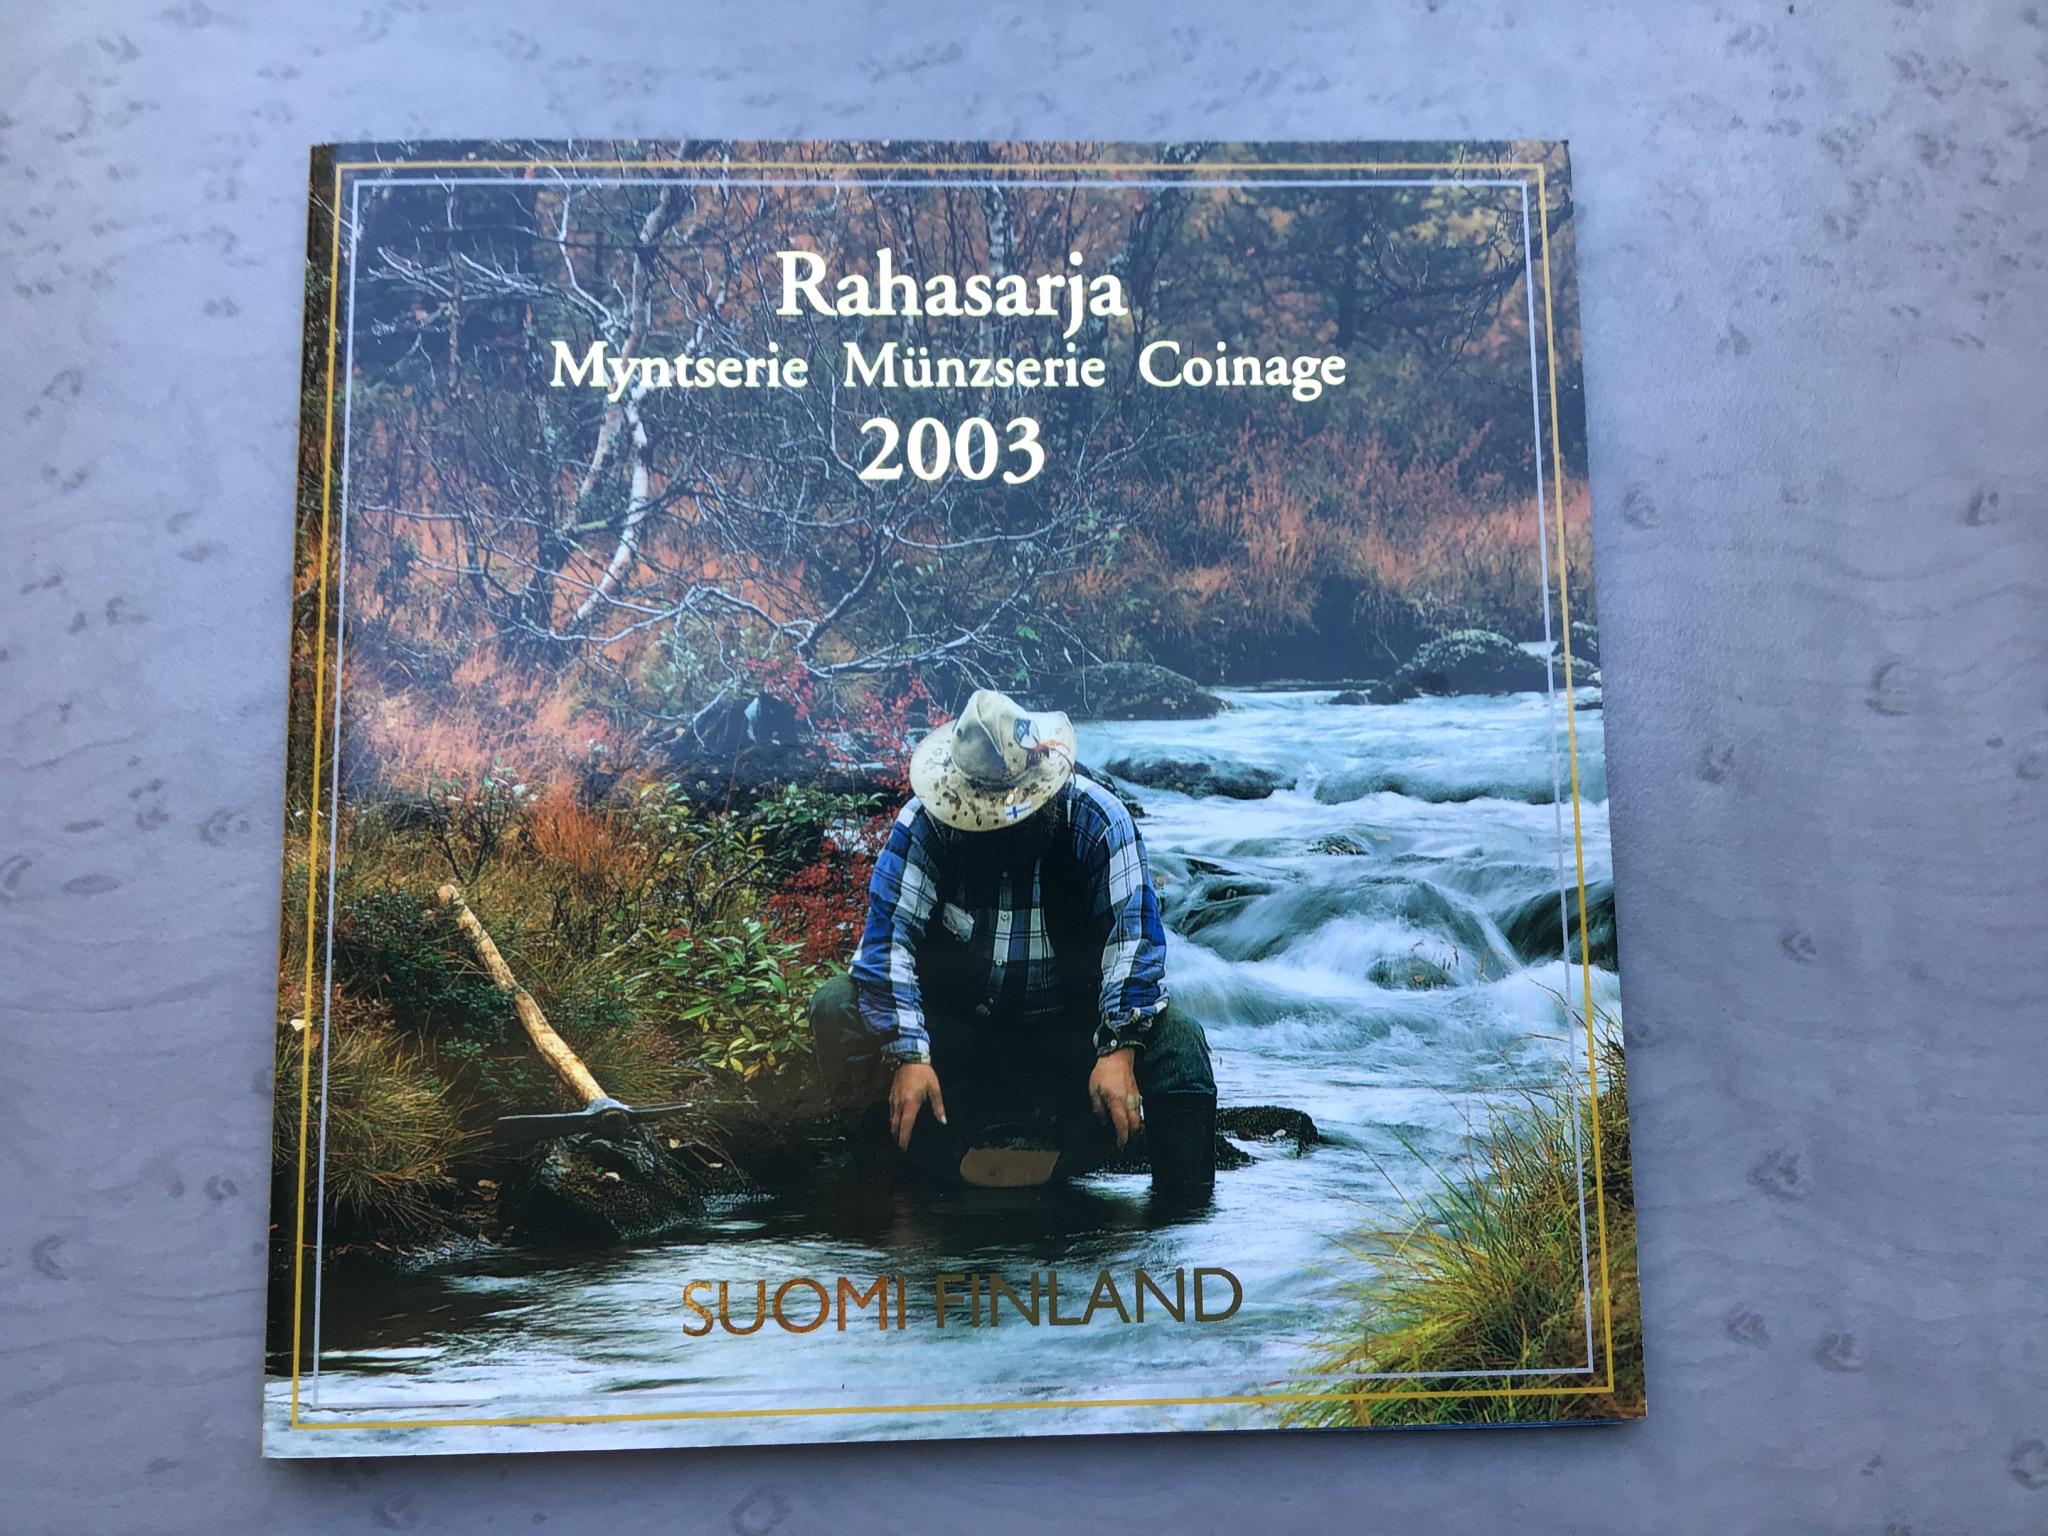 Rahasarja
Myntserie Münzserie Coinage
2003
SUOMI FINLAND